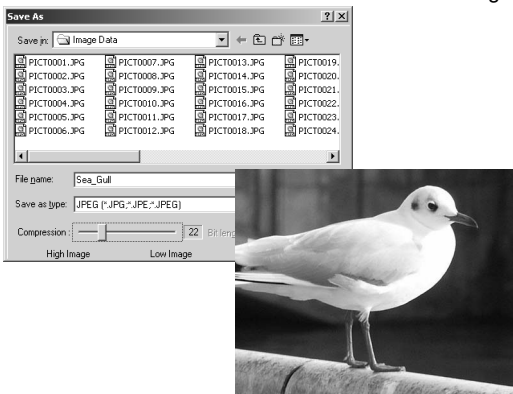 Save As
Save in: Image Data
PICT0001.JPG PICT0007.JPG PICT0013.JPG PICT0019.
PICT0002.JPG PICT0008.JPG PICT0014.JPG PICT0020.
PICT0003.JPG PICT0009.JPG PICT0015.JPG PICT0021.
PICT0004.JPG PICT0010.JPG PICT0016.JPG PICT0022.
PICT0005.JPG PICT0011.JPG PICT0017.JPG PICT0023.
PICT0006.JPG PICT0012.JPG PICT0018.JPG PICT0024.
File name: Sea_Gull
Save as type: JPEG (*.JPG;*.JPE;*.JPEG)
Compression : 22 Bit leng
High Image Low Image